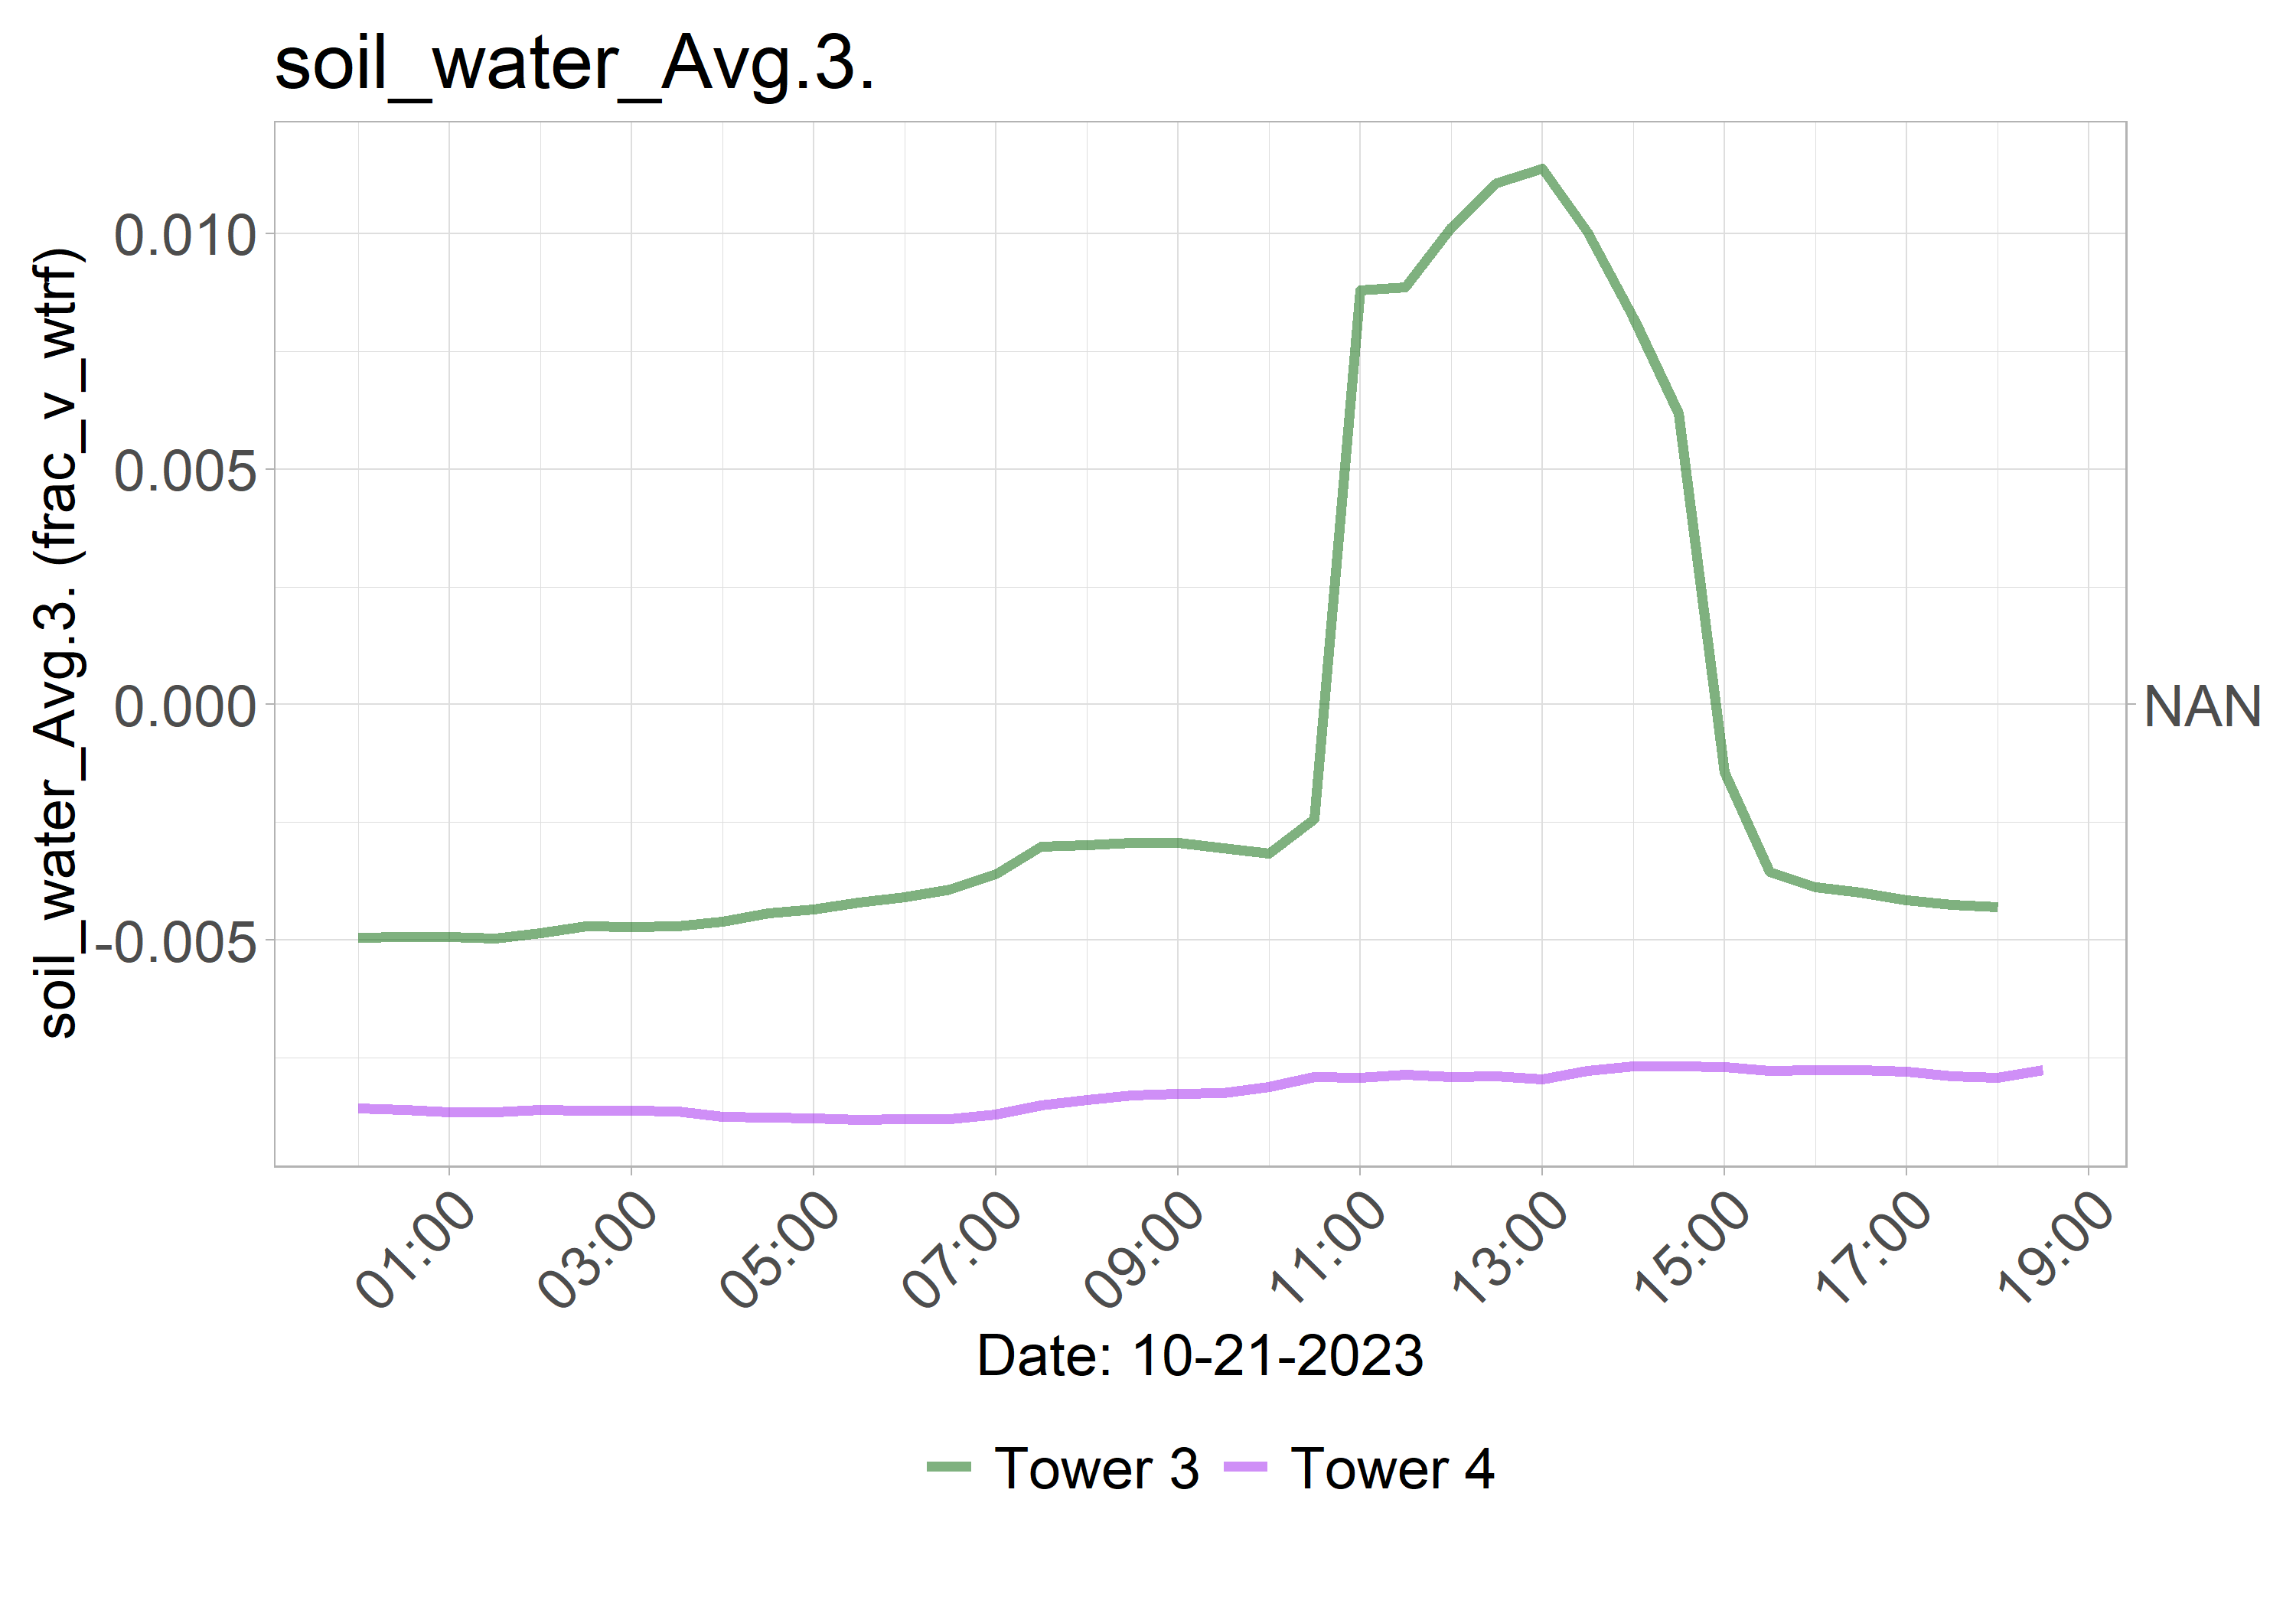 soil_water_Avg.3.
soil_water_Avg.3. (frac_v_wtrf)
0.010
0.005
0.000
-0.005
NAN
01:00
03:00
05:00
07:00
09:00
11:00
13:00
15:00
17:00
19:00
Date: 10-21-2023
Tower 3
Tower 4